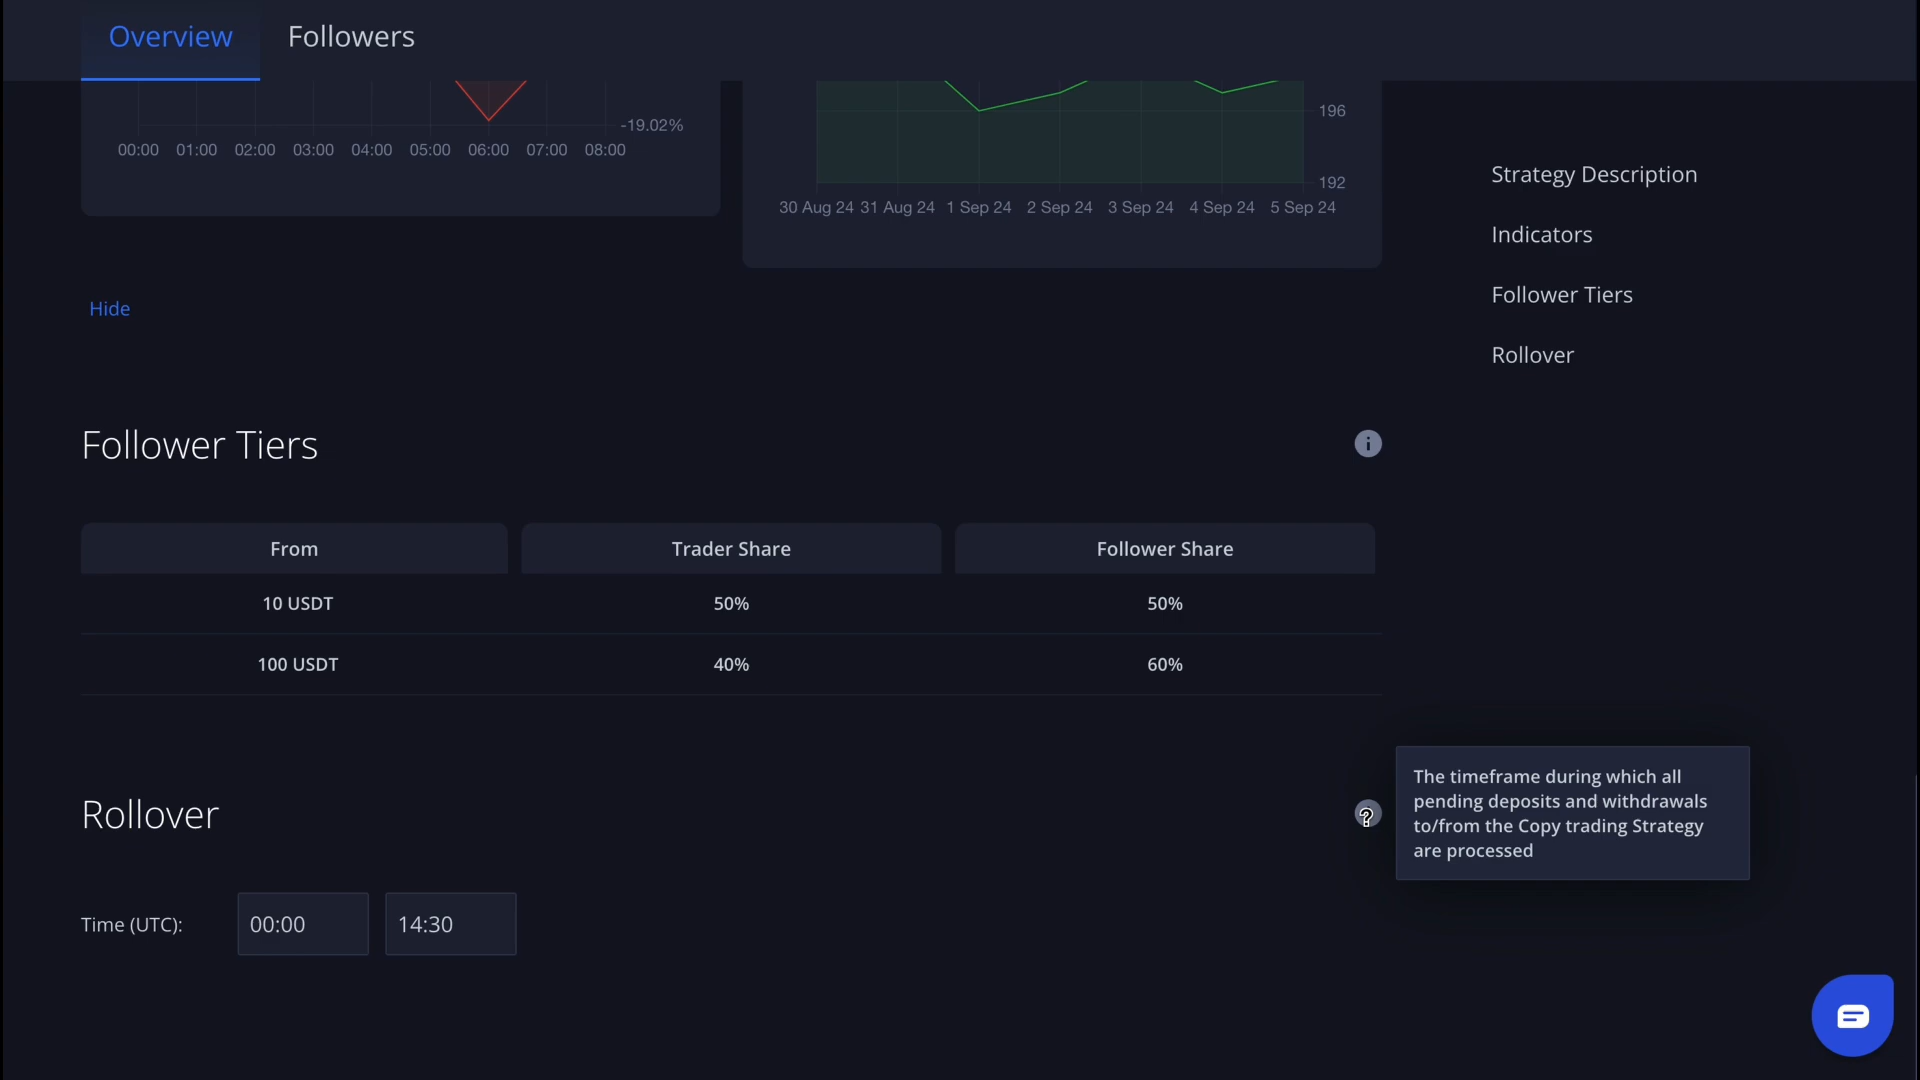 Overview Followers
-19.02%
00:00 01:00 02:00 03:00 04:00 05:00 06:00 07:00 08:00
196
192
30 Aug 24 31 Aug 24 1 Sep 24 2 Sep 24 3 Sep 24 4 Sep 24 5 Sep 24
Strategy Description
Indicators
Follower Tiers
Rollover
Hide
Follower Tiers
i
From Trader Share Follower Share
10 USDT 50% 50%
100 USDT 40% 60%
Rollover
?
The timeframe during which all
pending deposits and withdrawals
to/from the Copy trading Strategy
are processed
Time (UTC): 00:00 14:30